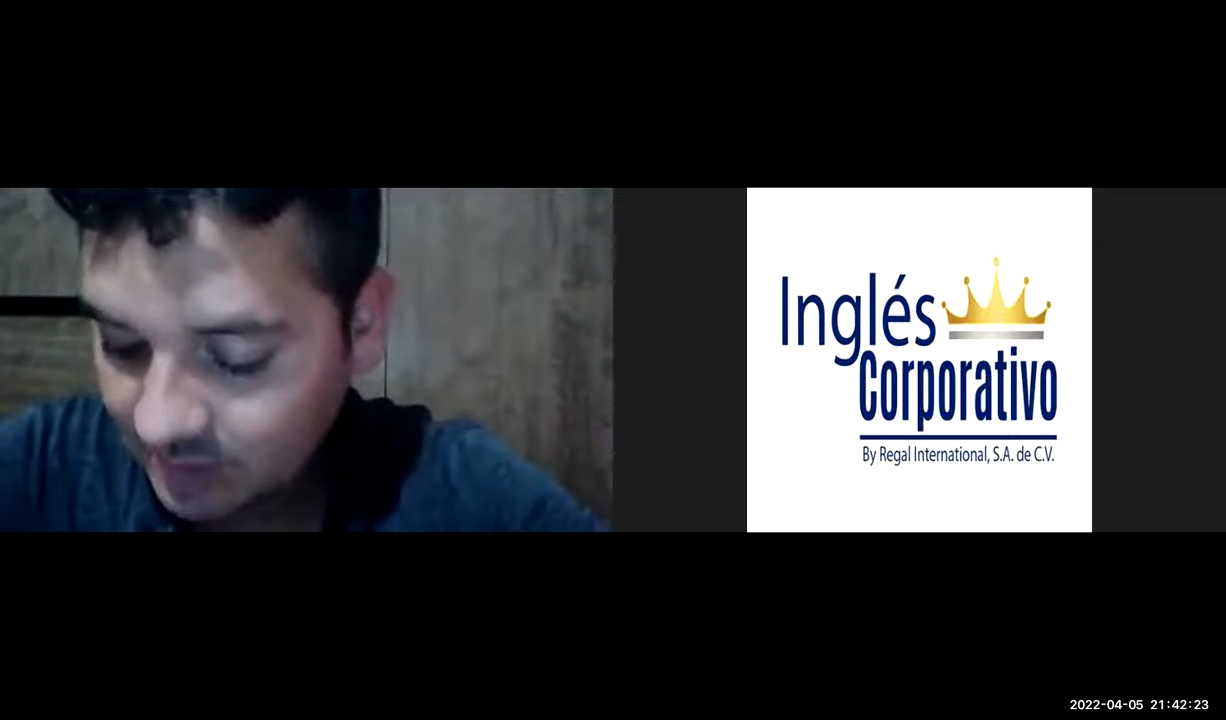 Inglés
Corporativo
By Regal International, S.A. de C.V.
2022-04-05 21:42:23